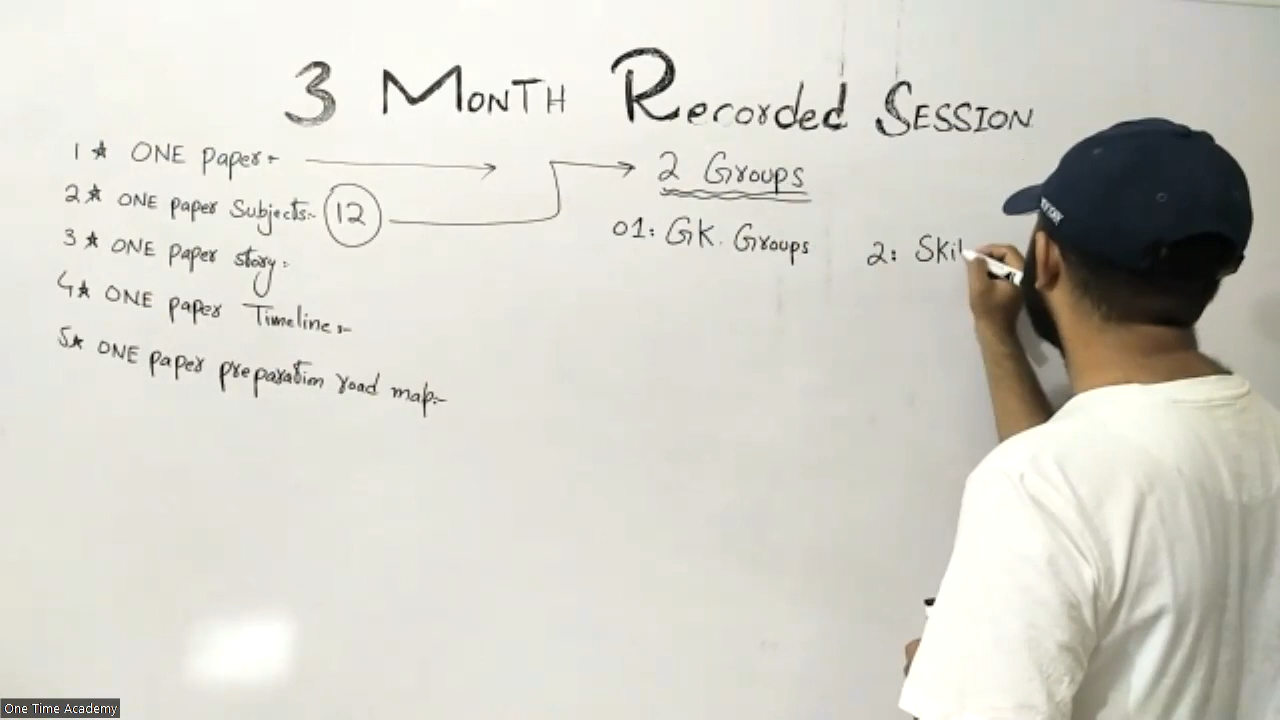 3 MONTH Recorded SESSION
1 ★ ONE paper:-
2 ★ ONE paper Subjects:- 12
3 ★ ONE paper story:-
4 ★ ONE paper Timeline:-
5★ ONE paper preparation road map:-
2 Groups
01: GK. Groups
2: Skil
One Time Academy